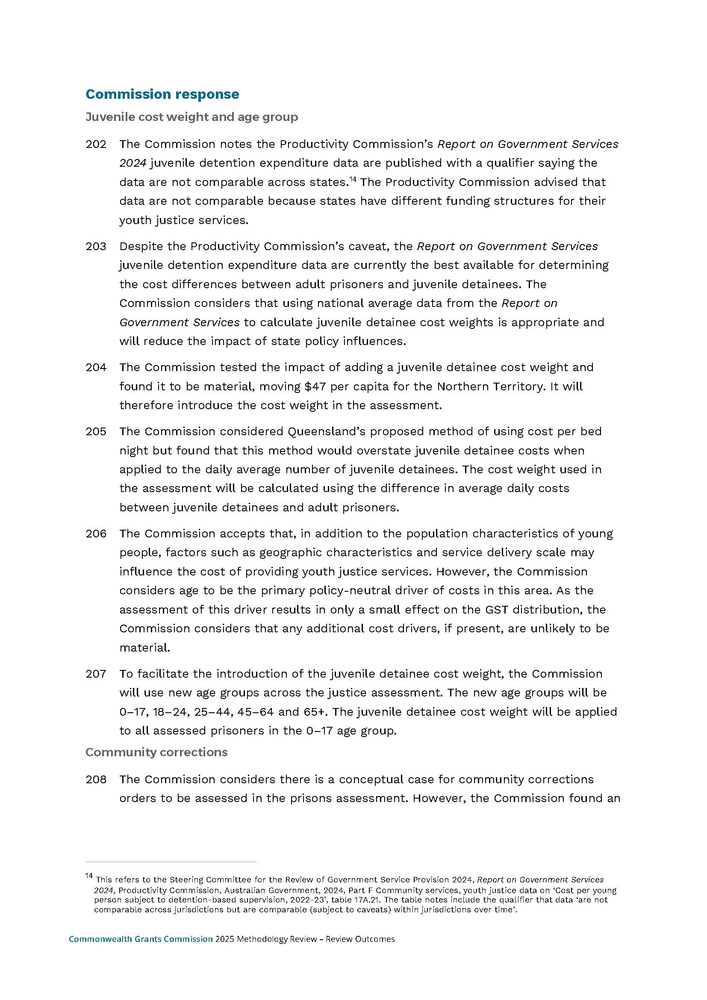 Commission response
Juvenile cost weight and age group
202 The Commission notes the Productivity Commission’s Report on Government Services
2024 juvenile detention expenditure data are published with a qualifier saying the
data are not comparable across states.14 The Productivity Commission advised that
data are not comparable because states have different funding structures for their
youth justice services.
203 Despite the Productivity Commission’s caveat, the Report on Government Services
juvenile detention expenditure data are currently the best available for determining
the cost differences between adult prisoners and juvenile detainees. The
Commission considers that using national average data from the Report on
Government Services to calculate juvenile detainee cost weights is appropriate and
will reduce the impact of state policy influences.
204 The Commission tested the impact of adding a juvenile detainee cost weight and
found it to be material, moving $47 per capita for the Northern Territory. It will
therefore introduce the cost weight in the assessment.
205 The Commission considered Queensland’s proposed method of using cost per bed
night but found that this method would overstate juvenile detainee costs when
applied to the daily average number of juvenile detainees. The cost weight used in
the assessment will be calculated using the difference in average daily costs
between juvenile detainees and adult prisoners.
206 The Commission accepts that, in addition to the population characteristics of young
people, factors such as geographic characteristics and service delivery scale may
influence the cost of providing youth justice services. However, the Commission
considers age to be the primary policy-neutral driver of costs in this area. As the
assessment of this driver results in only a small effect on the GST distribution, the
Commission considers that any additional cost drivers, if present, are unlikely to be
material.
207 To facilitate the introduction of the juvenile detainee cost weight, the Commission
will use new age groups across the justice assessment. The new age groups will be
0–17, 18–24, 25–44, 45–64 and 65+. The juvenile detainee cost weight will be applied
to all assessed prisoners in the 0–17 age group.
Community corrections
208 The Commission considers there is a conceptual case for community corrections
orders to be assessed in the prisons assessment. However, the Commission found an
14 This refers to the Steering Committee for the Review of Government Service Provision 2024, Report on Government Services
2024, Productivity Commission, Australian Government, 2024, Part F Community services, youth justice data on ‘Cost per young
person subject to detention-based supervision, 2022-23’, table 17A.21. The table notes include the qualifier that data ‘are not
comparable across jurisdictions but are comparable (subject to caveats) within jurisdictions over time’.
Commonwealth Grants Commission 2025 Methodology Review – Review Outcomes